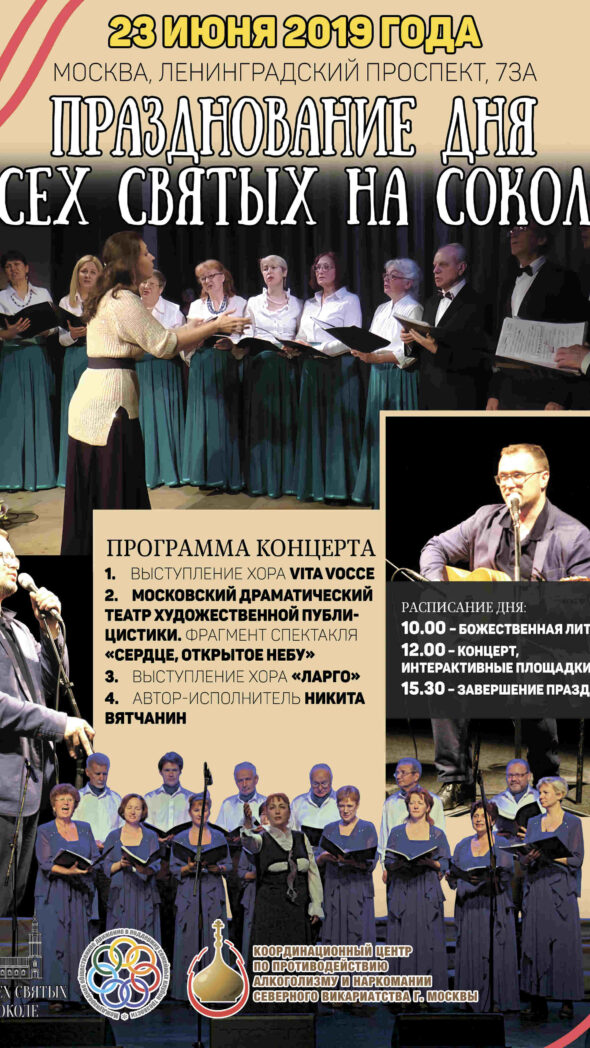 23 ИЮНЯ 2019 ГОДА
МОСКВА, ЛЕНИНГРАДСКИЙ ПРОСПЕКТ, 73А
ПРАЗДНОВАНИЕ ДНЯ
СЕХ СВЯТЫХ НА СОКОЛ
ПРОГРАММА КОНЦЕРТА
1. ВЫСТУПЛЕНИЕ ХОРА VITA VOCCE
2. МОСКОВСКИЙ ДРАМАТИЧЕСКИЙ
ТЕАТР ХУДОЖЕСТВЕННОЙ ПУБЛИ-
ЦИСТИКИ. ФРАГМЕНТ СПЕКТАКЛЯ
«СЕРДЦЕ, ОТКРЫТОЕ НЕБУ»
3. ВЫСТУПЛЕНИЕ ХОРА «ЛАРГО»
4. АВТОР-ИСПОЛНИТЕЛЬ НИКИТА
ВЯТЧАНИН
РАСПИСАНИЕ ДНЯ:
10.00 – БОЖЕСТВЕННАЯ ЛИТ
12.00 – КОНЦЕРТ,
ИНТЕРАКТИВНЫЕ ПЛОЩАДКИ
15.30 – ЗАВЕРШЕНИЕ ПРАЗД
ЕХ СВЯТЫХ
ОКОЛЕ
КООРДИНАЦИОННЫЙ ЦЕНТР
ПО ПРОТИВОДЕЙСТВИЮ
АЛКОГОЛИЗМУ И НАРКОМАНИИ
СЕВЕРНОГО ВИКАРИАТСТВА Г. МОСКВЫ